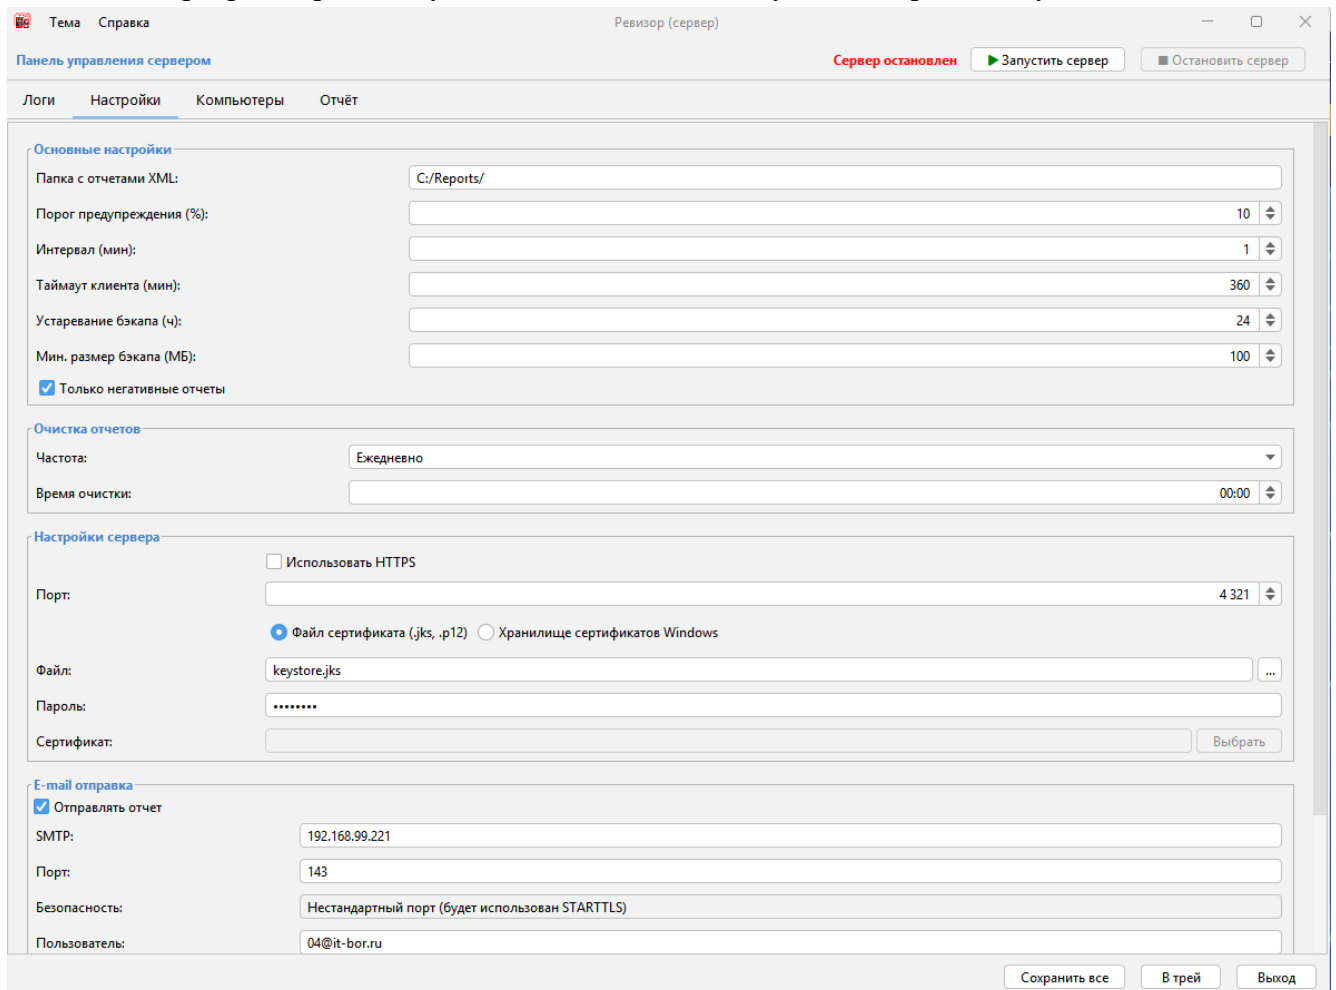 Тема Справка Ревизор (сервер)
Панель управления сервером Сервер остановлен Запустить сервер Остановить сервер
Логи Настройки Компьютеры Отчёт
Основные настройки
Папка с отчетами XML: C:/Reports/
Порог предупреждения (%): 10
Интервал (мин): 1
Таймаут клиента (мин): 360
Устаревание бэкапа (ч): 24
Мин. размер бэкапа (МБ): 100
Только негативные отчеты
Очистка отчетов
Частота: Ежедневно
Время очистки: 00:00
Настройки сервера
Использовать HTTPS
Порт: 4 321
Файл сертификата (.jks, .p12) Хранилище сертификатов Windows
Файл: keystore.jks ...
Пароль: ••••••••
Сертификат: Выбрать
E-mail отправка
Отправлять отчет
SMTP: 192.168.99.221
Порт: 143
Безопасность: Нестандартный порт (будет использован STARTTLS)
Пользователь: 04@it-bor.ru
Сохранить все В трей Выход